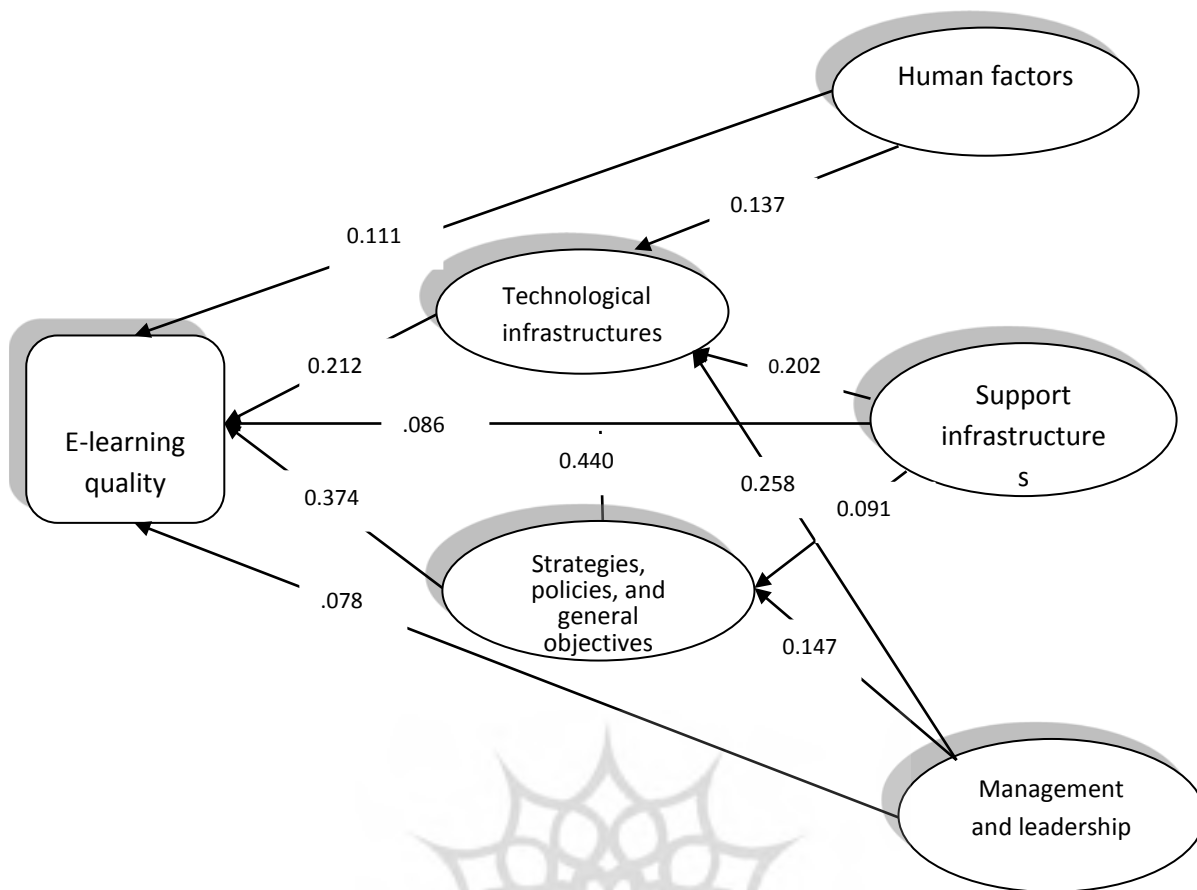 Human factors
0.137
0.111
Technological
infrastructures
0.212
0.202
Support
infrastructure
s
.086
E-learning
quality
0.440
0.258
0.374
0.091
Strategies,
policies, and
general
objectives
.078
0.147
Management
and leadership